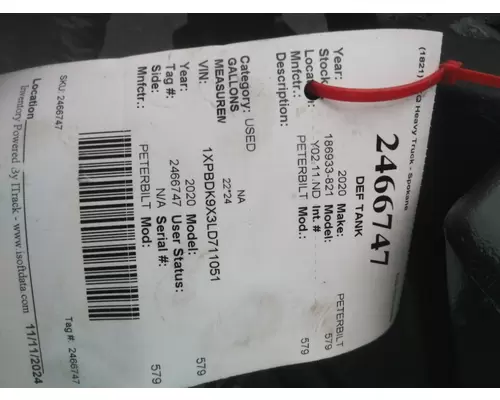 (1821) Q Heavy Truck - Spokane
2466747
DEF TANK
Year: 2020 Make: PETERBILT
Stock 186933-821 Model: 579
Locat Y02.11.ND Int. #
Mnfctr.: PETERBILT Mod.: 579
Description:
Category: USED NA
GALLONS
MEASUREN 22*24
VIN: 1XPBDK9X3LD711051
Year: 2020 Model: 579
Tag #: 2466747 User Status:
Side: N/A Serial #:
Mnfctr.: PETERBILT Mod: 579
SKU: 2466747 Tag #: 2466747
Location
Inventory Powered By ITrack - www.isoftdata.com 11/11/2024